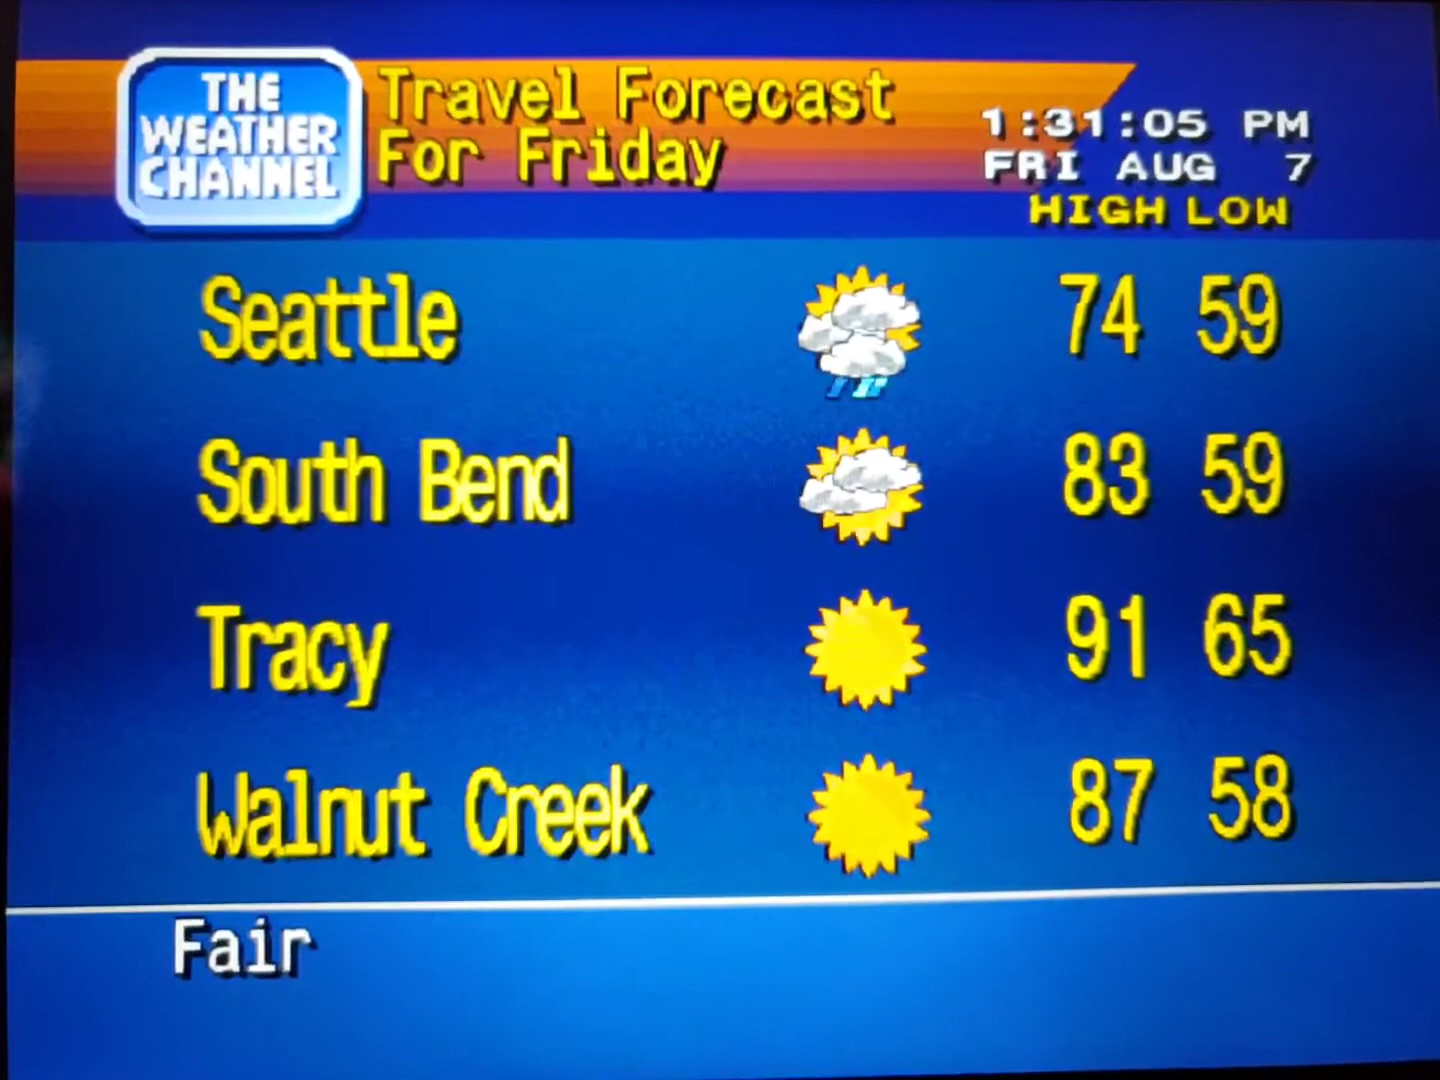 THE
WEATHER
CHANNEL
Travel Forecast
For Friday
1:31:05 PM
FRI AUG 7
HIGH LOW
Seattle 74 59
South Bend 83 59
Tracy 91 65
Walnut Creek 87 58
Fair